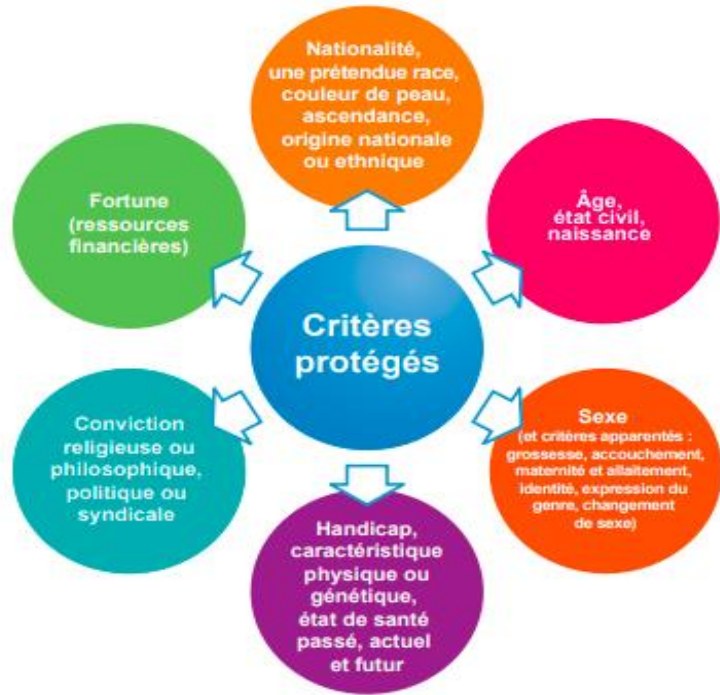 Nationalité,
une prétendue race,
couleur de peau,
ascendance,
origine nationale
ou ethnique
Fortune
(ressources
financières)
Âge,
état civil,
naissance
Critères
protégés
Conviction
religieuse ou
philosophique,
politique ou
syndicale
Sexe
(et critères apparentés :
grossesse, accouchement,
maternité et allaitement,
identité, expression du
genre, changement
de sexe)
Handicap,
caractéristique
physique ou
génétique,
état de santé
passé, actuel
et futur